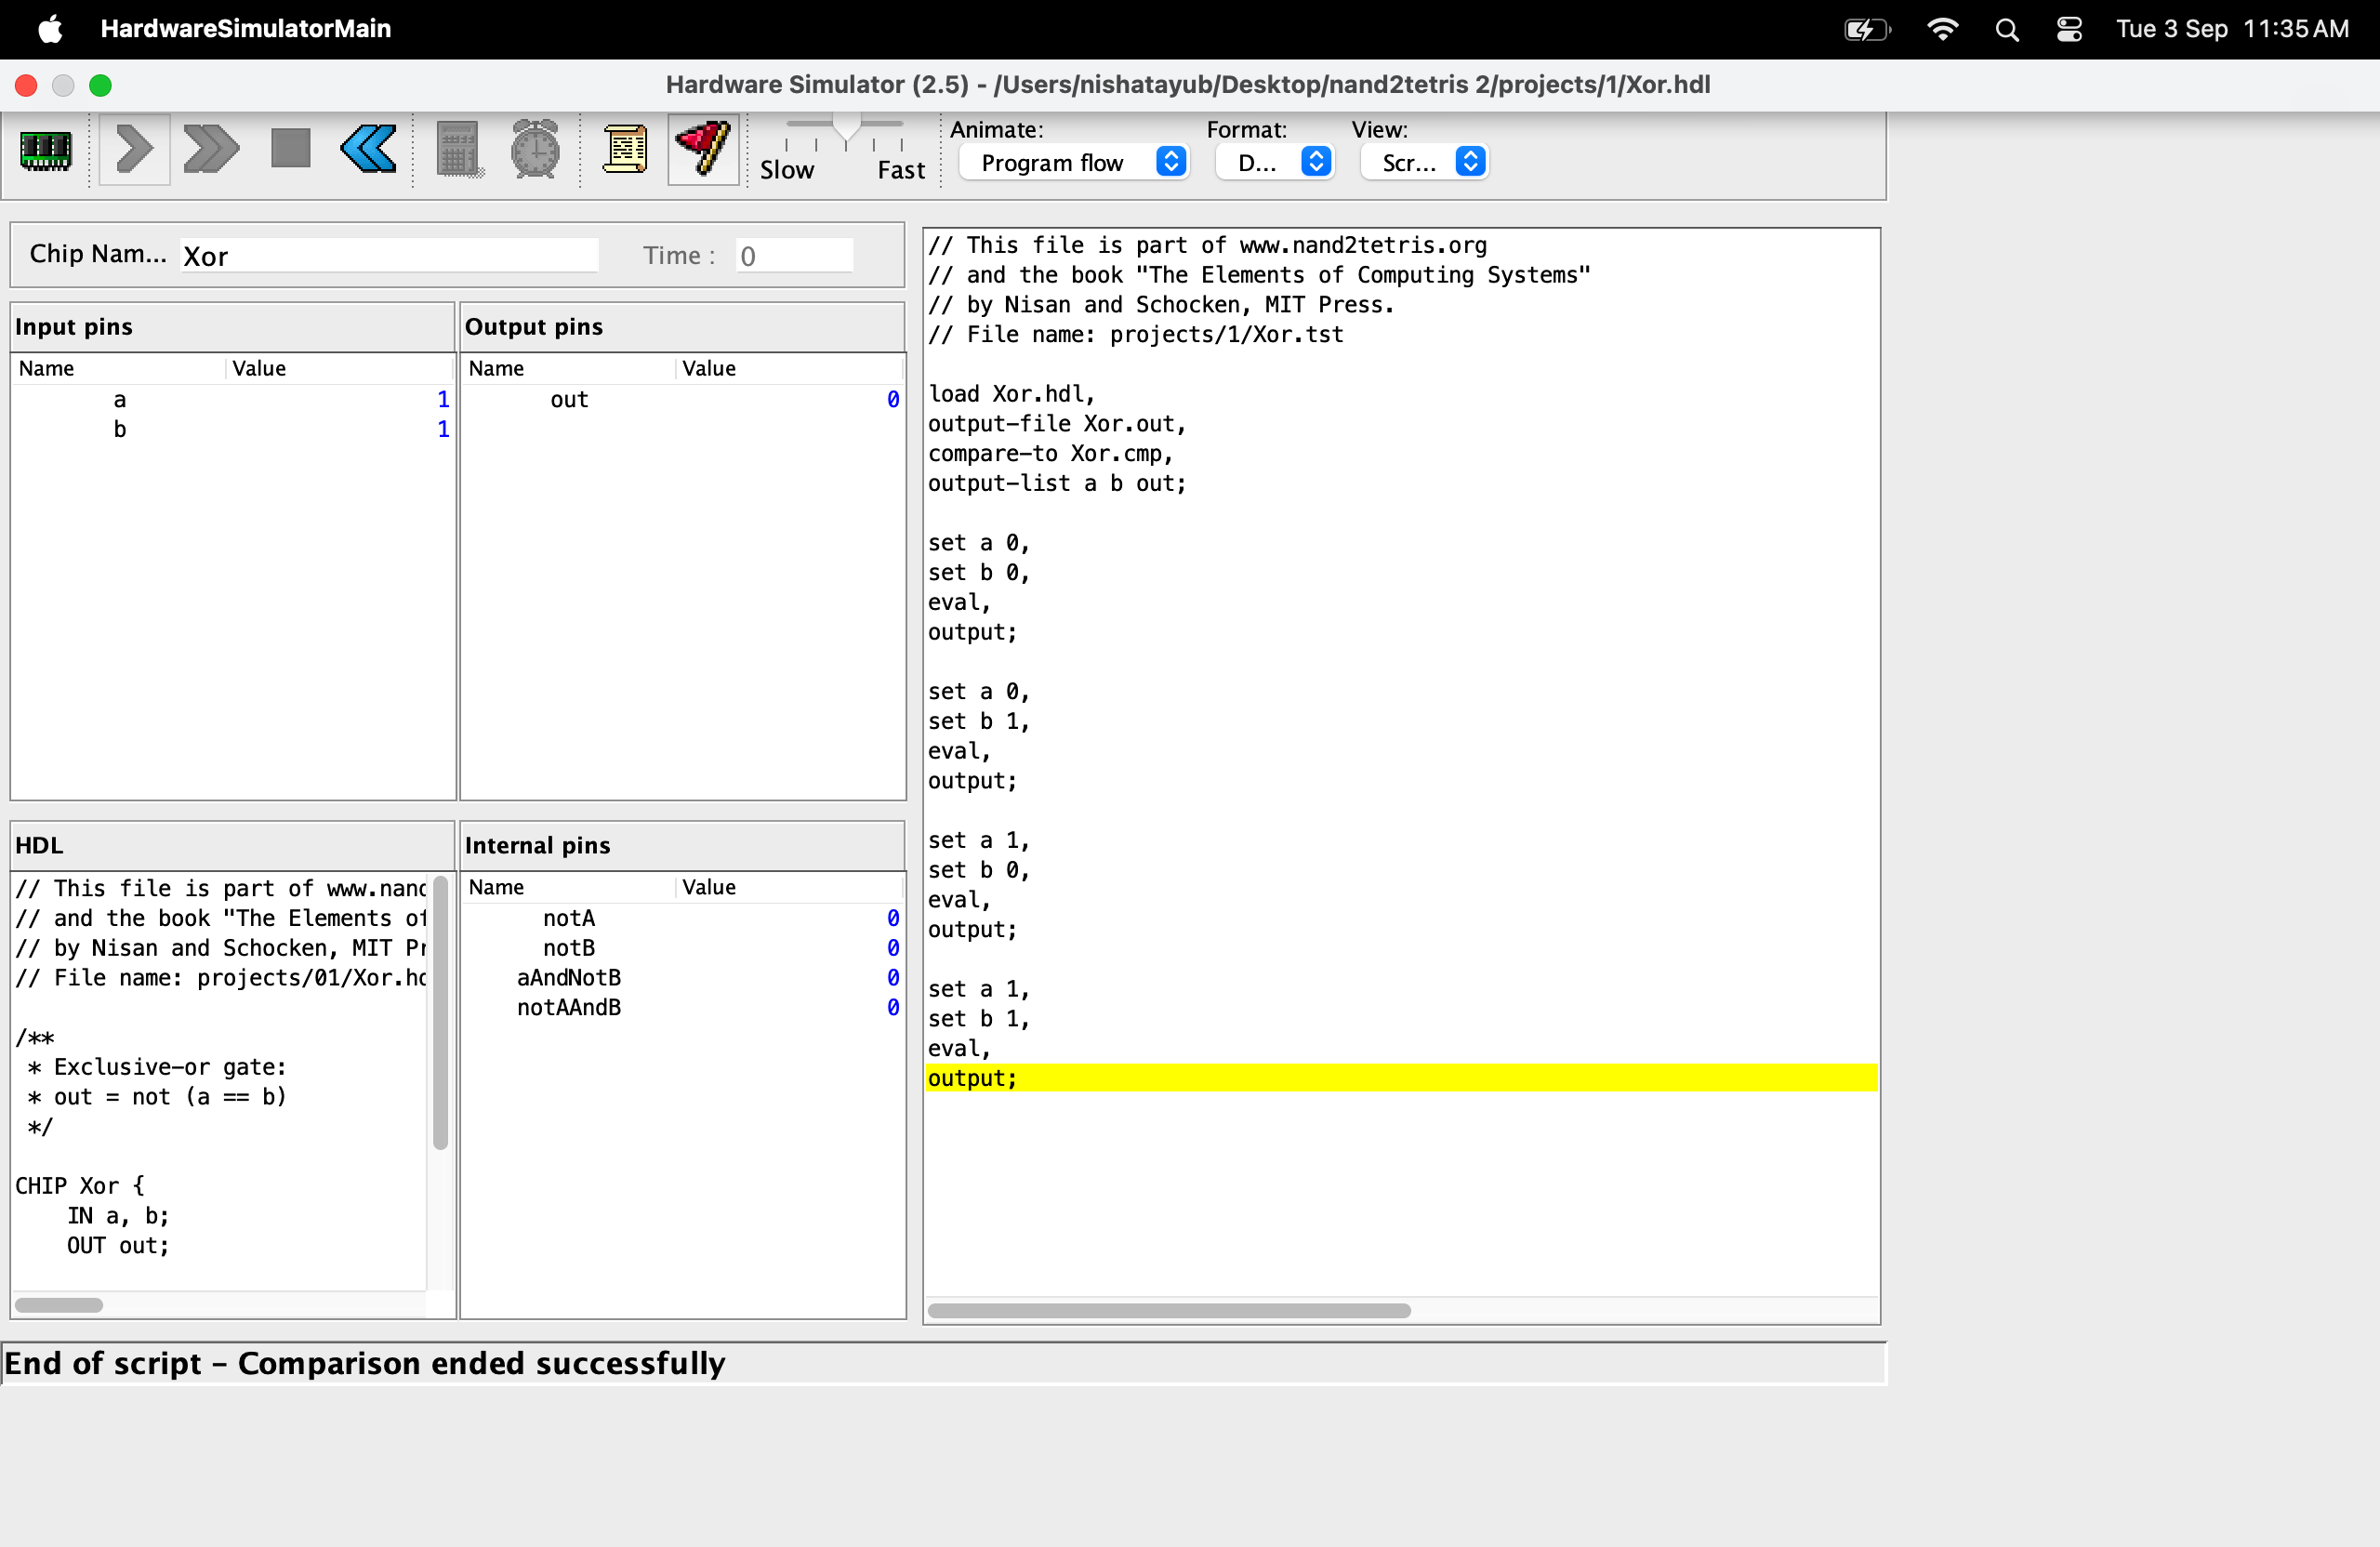 HardwareSimulatorMain
Tue 3 Sep 11:35 AM
Hardware Simulator (2.5) - /Users/nishatayub/Desktop/nand2tetris 2/projects/1/Xor.hdl
Slow
Fast
Animate:
Program flow
Format:
D...
View:
Scr...
Chip Nam...
Xor
Time :
0
Input pins
Name Value
a 1
b 1
Output pins
Name Value
out 0
HDL
// This file is part of www.nand
// and the book "The Elements of
// by Nisan and Schocken, MIT Pr
// File name: projects/01/Xor.hd
/**
* Exclusive-or gate:
* out = not (a == b)
*/
CHIP Xor {
IN a, b;
OUT out;
Internal pins
Name Value
notA 0
notB 0
aAndNotB 0
notAAndB 0
// This file is part of www.nand2tetris.org
// and the book "The Elements of Computing Systems"
// by Nisan and Schocken, MIT Press.
// File name: projects/1/Xor.tst
load Xor.hdl,
output-file Xor.out,
compare-to Xor.cmp,
output-list a b out;
set a 0,
set b 0,
eval,
output;
set a 0,
set b 1,
eval,
output;
set a 1,
set b 0,
eval,
output;
set a 1,
set b 1,
eval,
output;
End of script - Comparison ended successfully